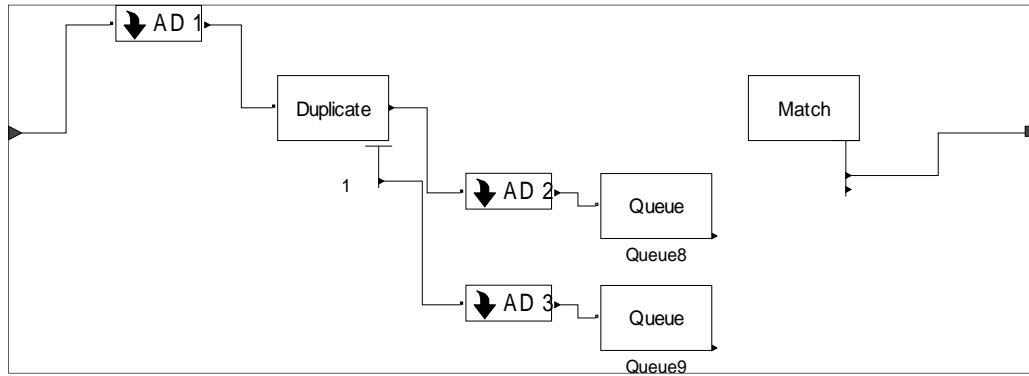 AD 1
Duplicate
Match
1
AD 2
Queue
Queue8
AD 3
Queue
Queue9